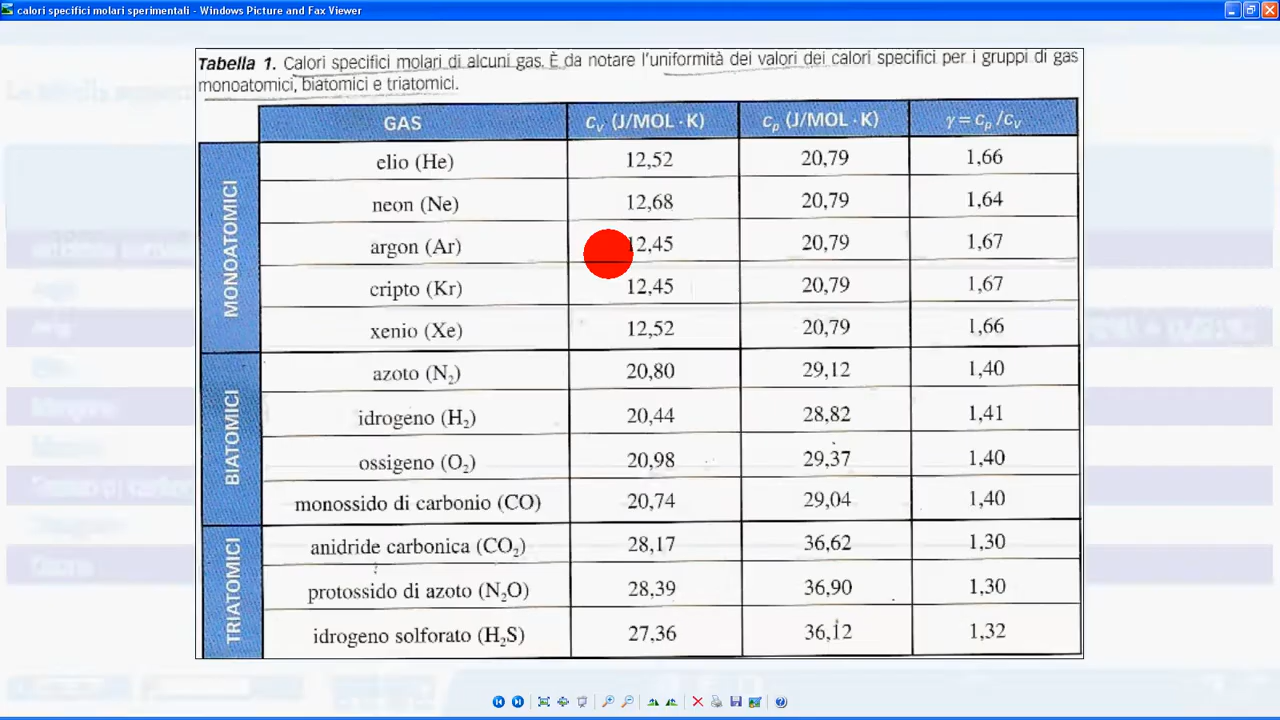 calori specifici molari sperimentali - Windows Picture and Fax Viewer
Tabella 1. Calori specifici molari di alcuni gas. È da notare l'uniformità dei valori dei calori specifici per i gruppi di gas
monoatomici, biatomici e triatomici.
GAS cv (J/MOL · K) cp (J/MOL · K) γ = cp/cv
MONOATOMICI
elio (He) 12,52 20,79 1,66
neon (Ne) 12,68 20,79 1,64
argon (Ar) 12,45 20,79 1,67
cripto (Kr) 12,45 20,79 1,67
xenio (Xe) 12,52 20,79 1,66
BIATOMICI
azoto (N₂) 20,80 29,12 1,40
idrogeno (H₂) 20,44 28,82 1,41
ossigeno (O₂) 20,98 29,37 1,40
monossido di carbonio (CO) 20,74 29,04 1,40
TRIATOMICI
anidride carbonica (CO₂) 28,17 36,62 1,30
protossido di azoto (N₂O) 28,39 36,90 1,30
idrogeno solforato (H₂S) 27,36 36,12 1,32